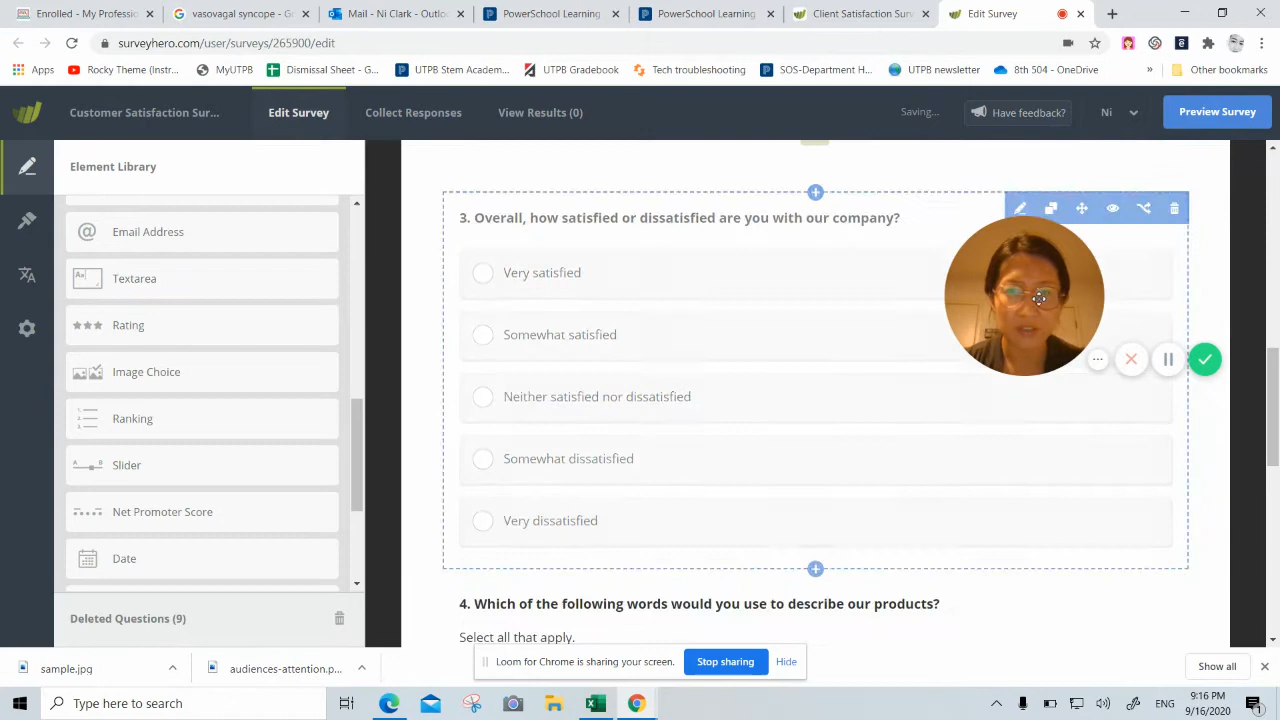 Enrolled - My Professi
presovagal syncope - G
Mail - Ni Clark - Outlo
PowerSchool Learning
PowerSchool Learning
Client Satisfaction Surv
Edit Survey
surveyhero.com/user/surveys/265900/edit
Apps
Rocky Theme (Instr...
MyUTPB
Dismissal Sheet - G...
UTPB Stem Academ...
UTPB Gradebook
Tech troubleshooting
SOS-Department H...
UTPB newsletter
8th 504 - OneDrive
»
Other bookmarks
Customer Satisfaction Sur...
Edit Survey
Collect Responses
View Results (0)
Saving...
Have feedback?
Ni
Preview Survey
Element Library
Email Address
Textarea
Rating
Image Choice
Ranking
Slider
Net Promoter Score
Date
Deleted Questions (9)
3. Overall, how satisfied or dissatisfied are you with our company?
Very satisfied
Somewhat satisfied
Neither satisfied nor dissatisfied
Somewhat dissatisfied
Very dissatisfied
4. Which of the following words would you use to describe our products?
Select all that apply.
Loom for Chrome is sharing your screen.
Stop sharing
Hide
sample.jpg
audiences-attention.p...
Show all
Type here to search
9:16 PM
9/16/2020